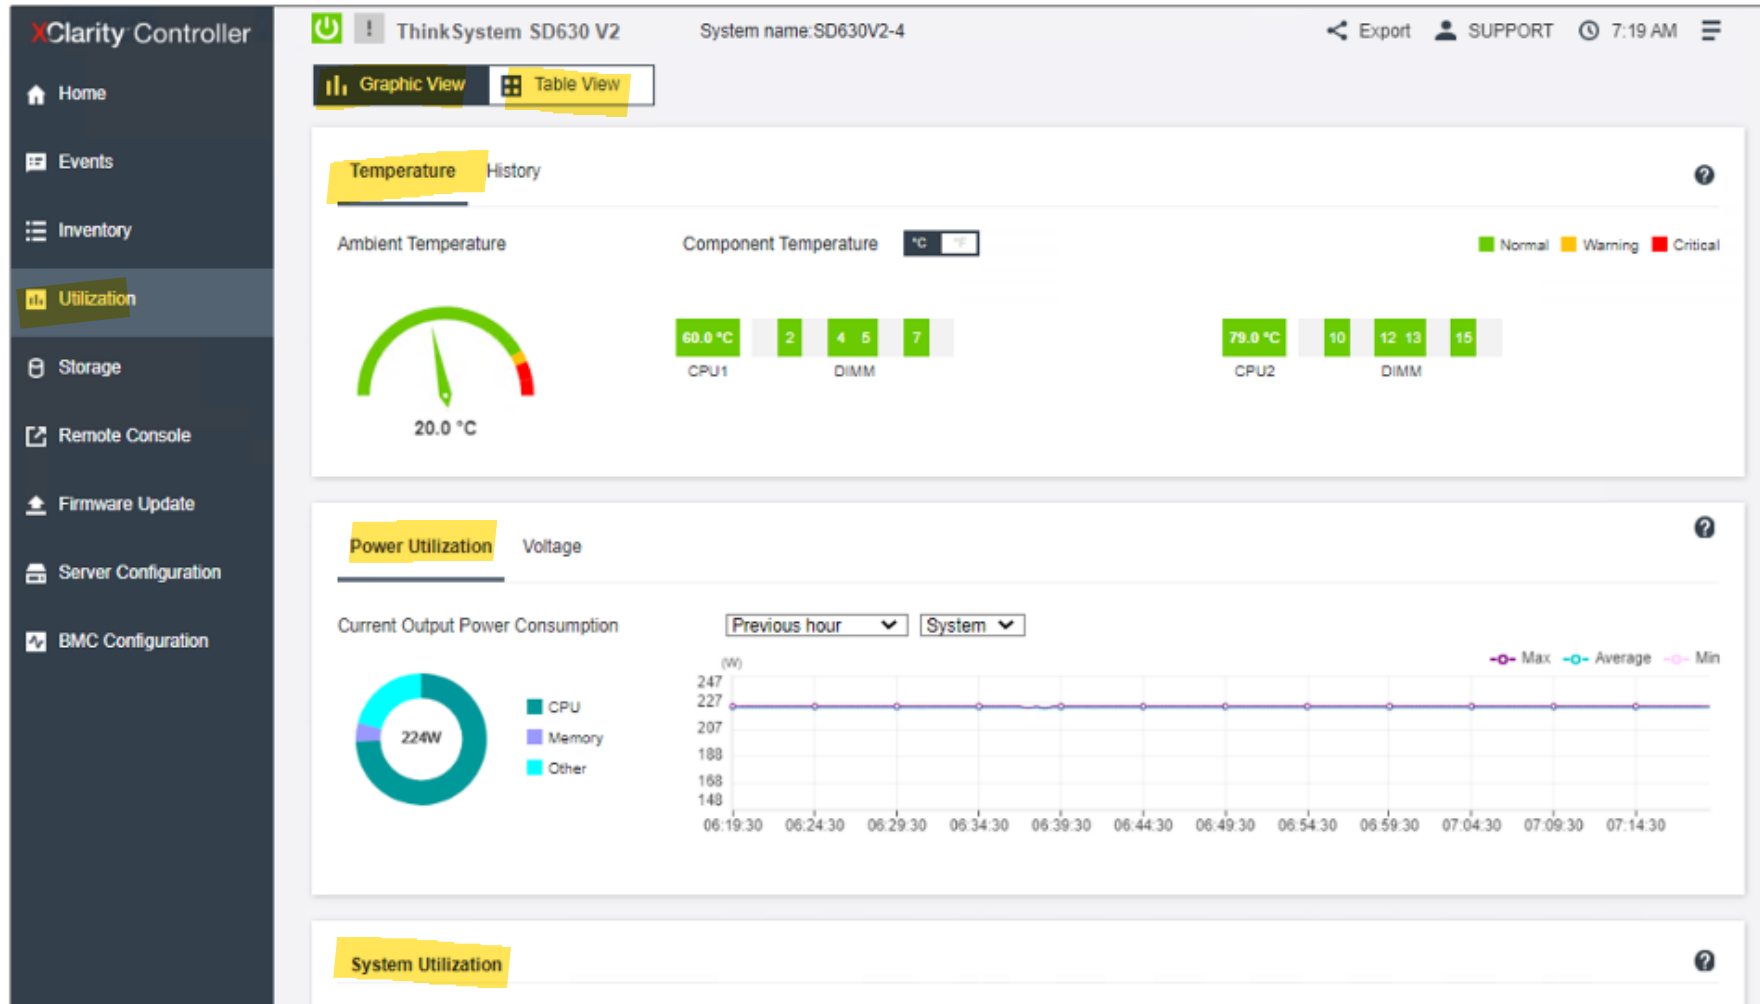 XClarity Controller
Home
Events
Inventory
Utilization
Storage
Remote Console
Firmware Update
Server Configuration
BMC Configuration
! ThinkSystem SD630 V2 System name:SD630V2-4 Export SUPPORT 7:19 AM
Graphic View Table View
Temperature History ?
Ambient Temperature Component Temperature °C °F Normal Warning Critical
20.0 °C
60.0 °C 2 4 5 7
CPU1 DIMM
79.0 °C 10 12 13 15
CPU2 DIMM
Power Utilization Voltage ?
Current Output Power Consumption Previous hour System
224W
CPU
Memory
Other
(W) Max Average Min
247
227
207
188
168
148
06:19:30 06:24:30 06:29:30 06:34:30 06:39:30 06:44:30 06:49:30 06:54:30 06:59:30 07:04:30 07:09:30 07:14:30
System Utilization ?